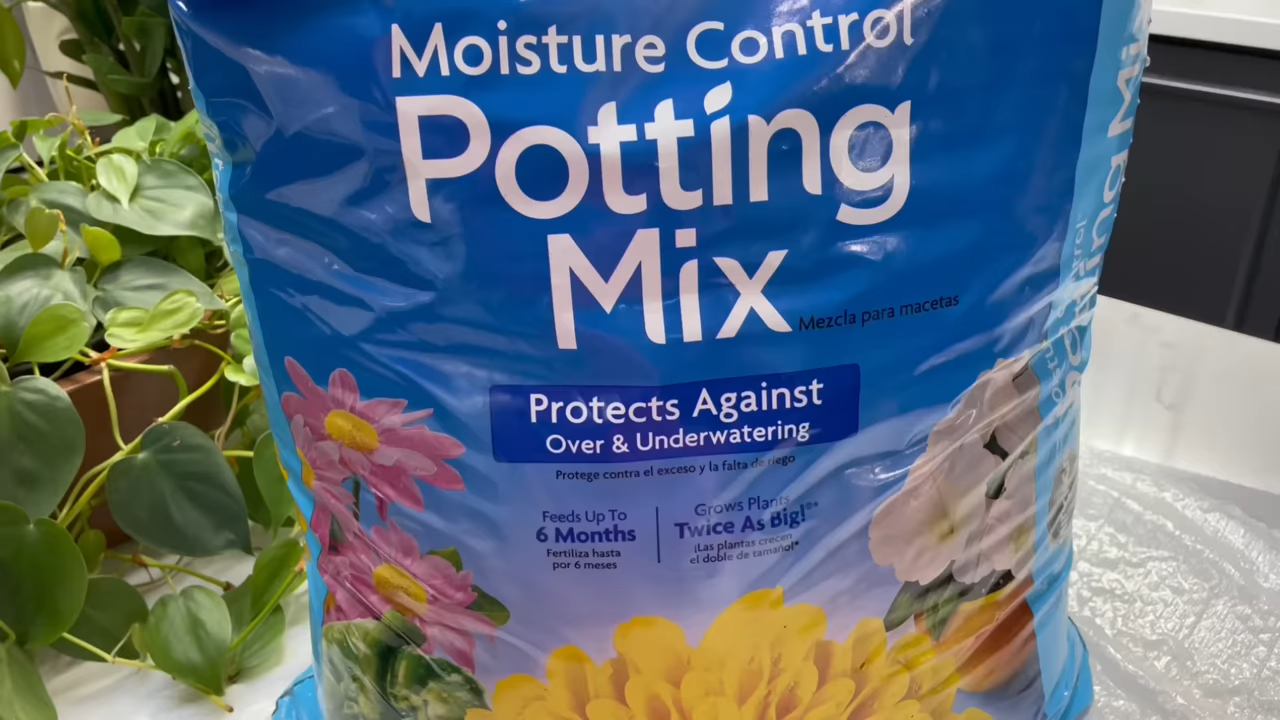 Moisture Control
Potting
Mix
Mezcla para macetas
Protects Against
Over & Underwatering
Protege contra el exceso y la falta de riego
Feeds Up To
6 Months
Fertiliza hasta
por 6 meses
Grows Plants
Twice As Big!
¡Las plantas crecen
el doble de tamaño!*